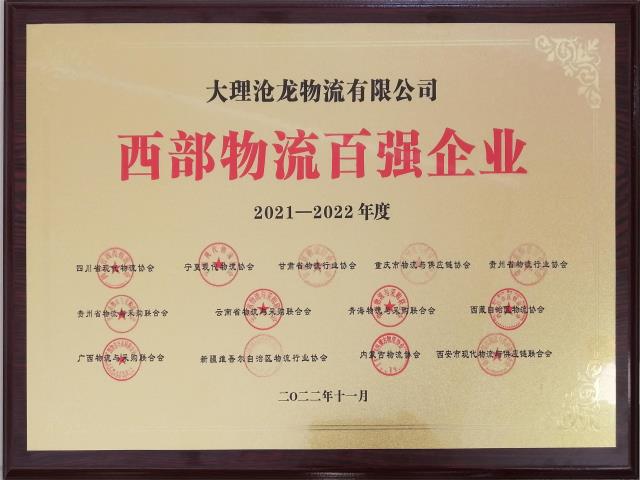 大理沧龙物流有限公司
西部物流百强企业
2021—2022年度
四川省现代物流协会 宁夏现代物流协会 甘肃省物流行业协会 重庆市物流与供应链协会 贵州省物流行业协会
贵州省物流与采购联合会 云南省物流与采购联合会 青海物流与采购联合会 西藏自治区物流协会
广西物流与采购联合会 新疆维吾尔自治区物流行业协会 内蒙古物流协会 西安市现代物流与供应链联合会
二〇二二年十一月